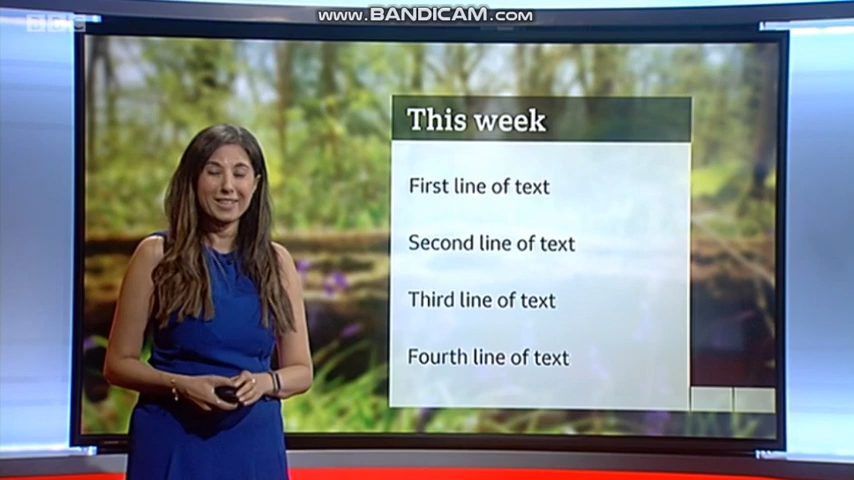 www.BANDICAM.com
BBC
This week
First line of text
Second line of text
Third line of text
Fourth line of text